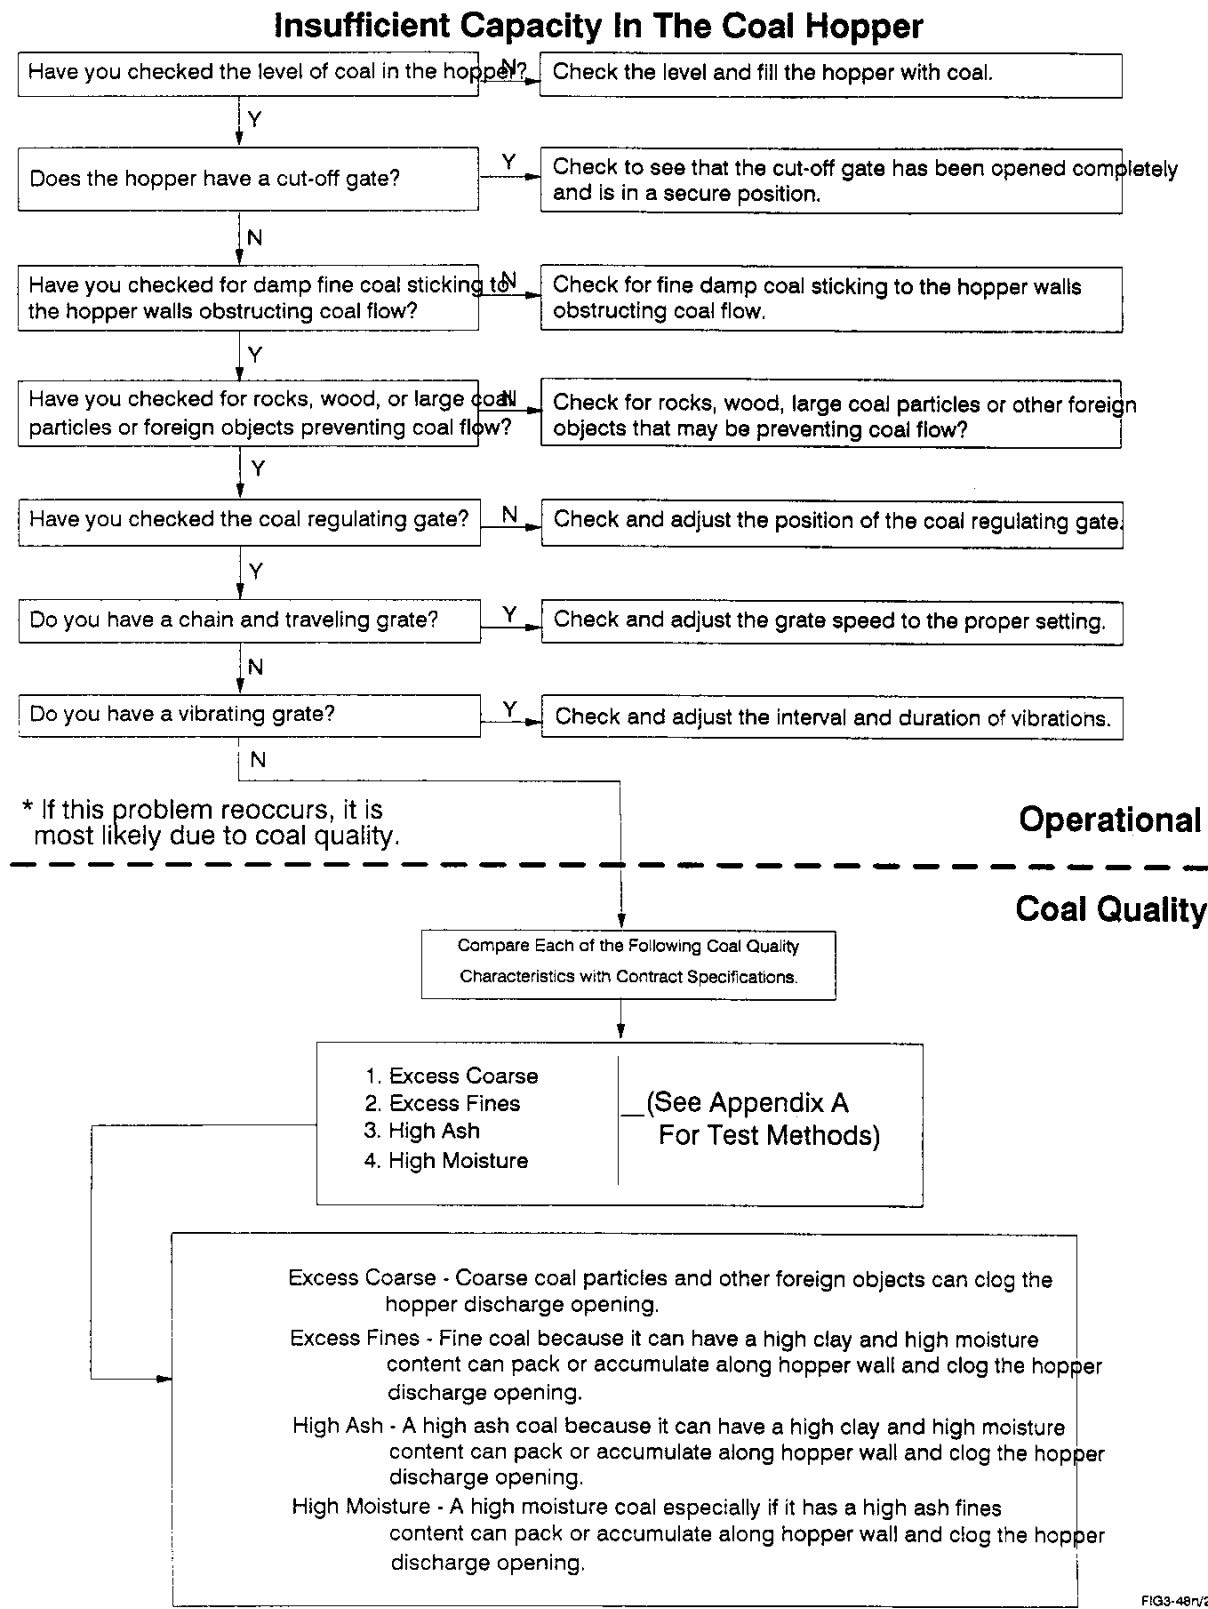 Insufficient Capacity In The Coal Hopper
Have you checked the level of coal in the hopper?
N
Check the level and fill the hopper with coal.
Y
Does the hopper have a cut-off gate?
Y
Check to see that the cut-off gate has been opened completely
and is in a secure position.
N
Have you checked for damp fine coal sticking to
the hopper walls obstructing coal flow?
N
Check for fine damp coal sticking to the hopper walls
obstructing coal flow.
Y
Have you checked for rocks, wood, or large coal
particles or foreign objects preventing coal flow?
N
Check for rocks, wood, large coal particles or other foreign
objects that may be preventing coal flow?
Y
Have you checked the coal regulating gate?
N
Check and adjust the position of the coal regulating gate.
Y
Do you have a chain and traveling grate?
Y
Check and adjust the grate speed to the proper setting.
N
Do you have a vibrating grate?
Y
Check and adjust the interval and duration of vibrations.
N
* If this problem reoccurs, it is
most likely due to coal quality.
Operational
Coal Quality
Compare Each of the Following Coal Quality
Characteristics with Contract Specifications.
1. Excess Coarse
2. Excess Fines
3. High Ash
4. High Moisture
(See Appendix A
For Test Methods)
Excess Coarse - Coarse coal particles and other foreign objects can clog the
hopper discharge opening.
Excess Fines - Fine coal because it can have a high clay and high moisture
content can pack or accumulate along hopper wall and clog the hopper
discharge opening.
High Ash - A high ash coal because it can have a high clay and high moisture
content can pack or accumulate along hopper wall and clog the hopper
discharge opening.
High Moisture - A high moisture coal especially if it has a high ash fines
content can pack or accumulate along hopper wall and clog the hopper
discharge opening.